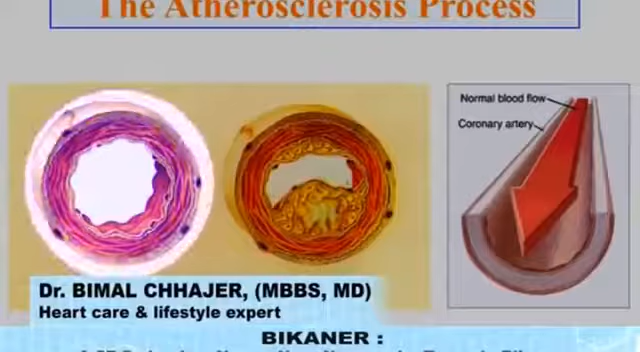 The Atherosclerosis Process
Normal blood flow
Coronary artery
Dr. BIMAL CHHAJER, (MBBS, MD)
Heart care & lifestyle expert
BIKANER :